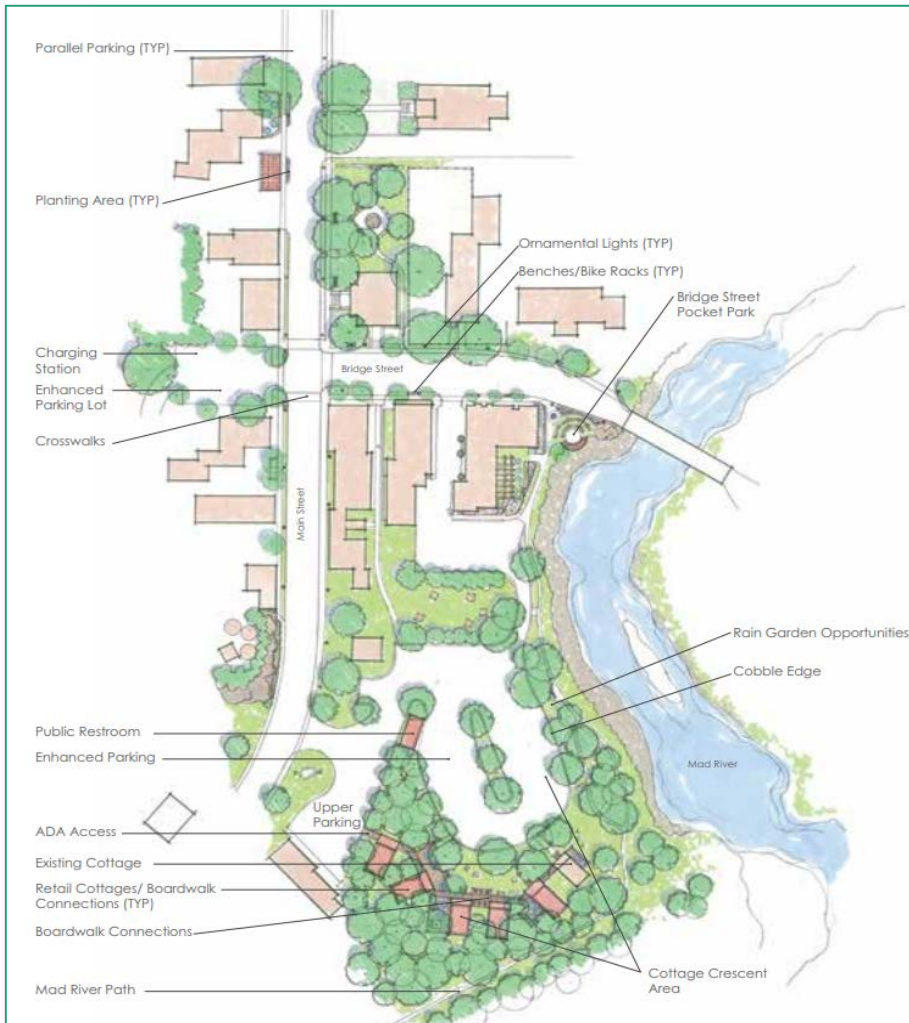 Parallel Parking (TYP)
Planting Area (TYP)
Ornamental Lights (TYP)
Benches/Bike Racks (TYP)
Bridge Street
Pocket Park
Charging
Station
Bridge Street
Enhanced
Parking Lot
Crosswalks
Main Street
Rain Garden Opportunities
Cobble Edge
Public Restroom
Enhanced Parking
Mad River
Upper
Parking
ADA Access
Existing Cottage
Retail Cottages/ Boardwalk
Connections (TYP)
Boardwalk Connections
Cottage Crescent
Area
Mad River Path